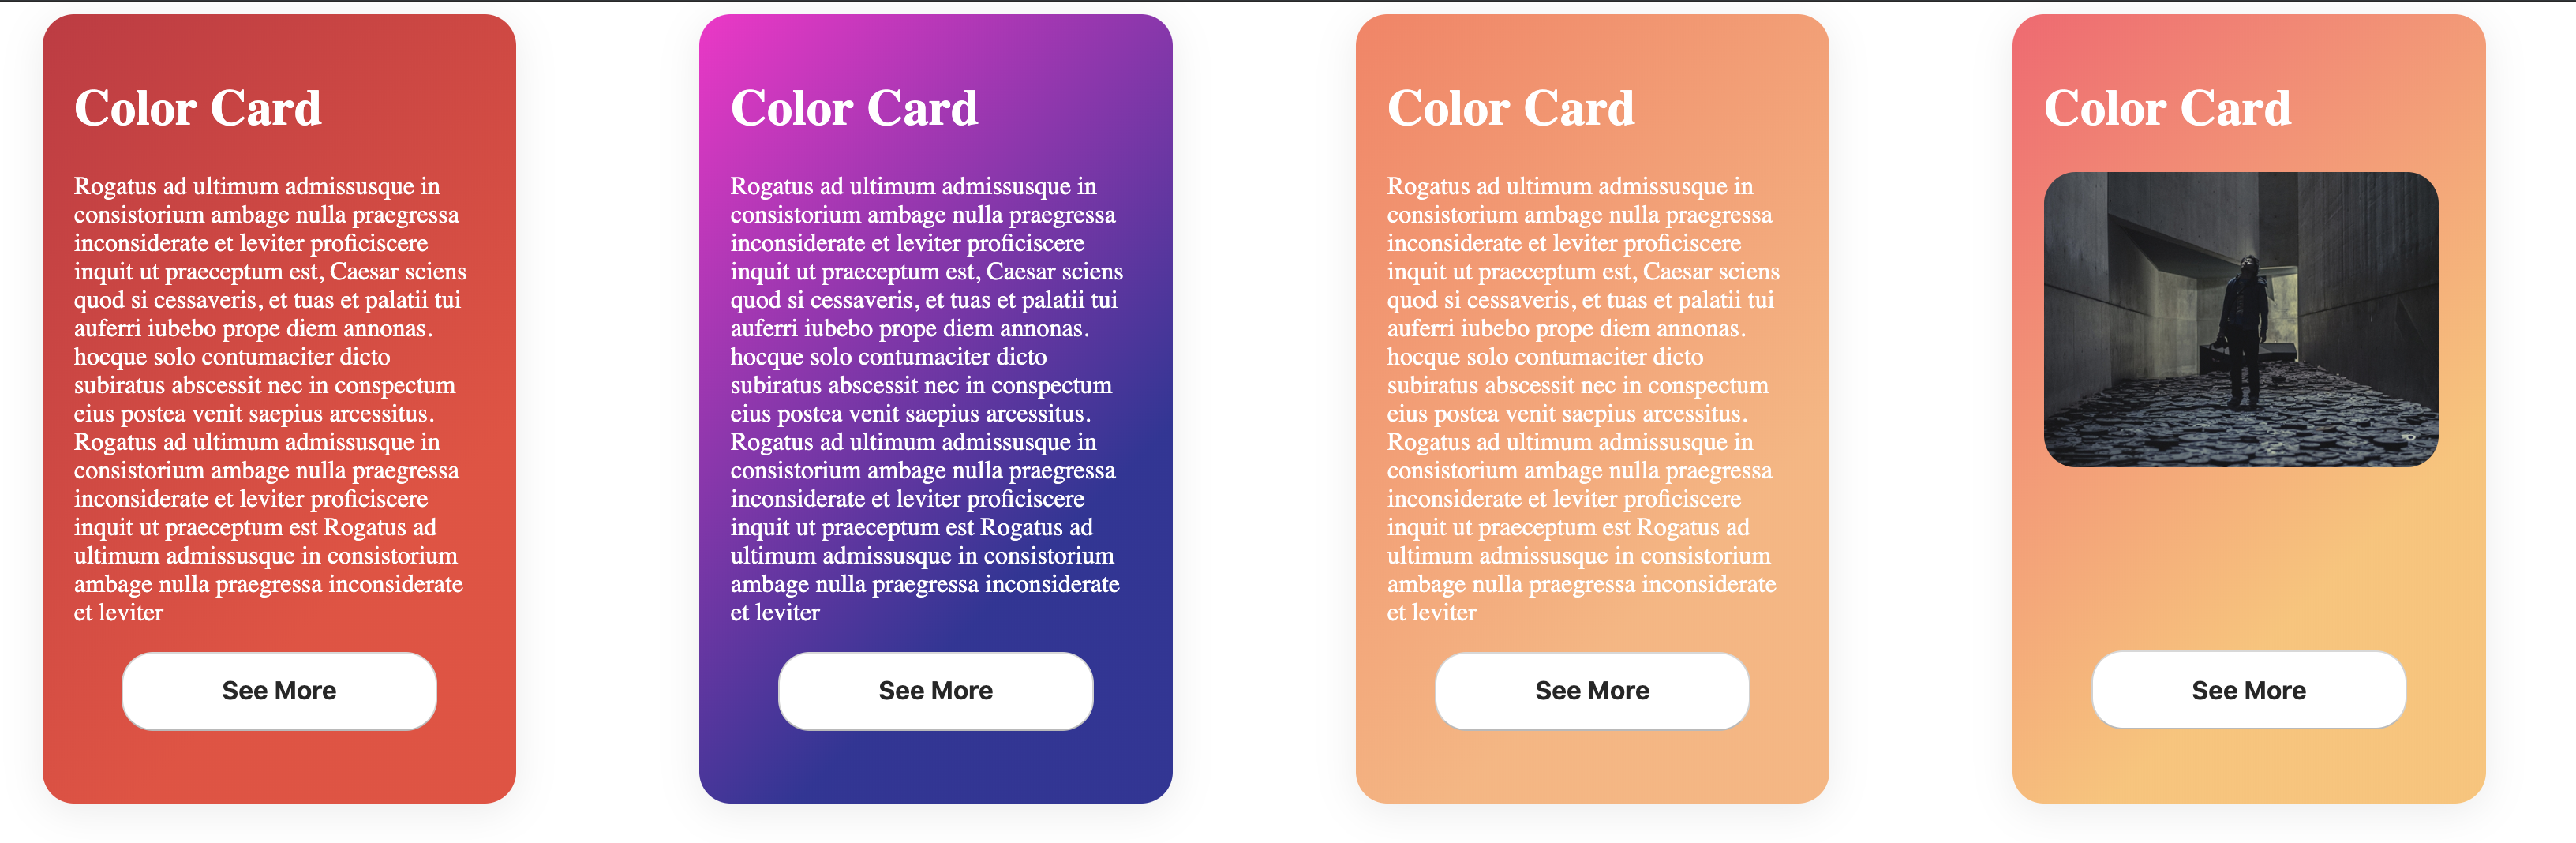 Color Card
Rogatus ad ultimum admissusque in
consistorium ambage nulla praegressa
inconsiderate et leviter proficiscere
inquit ut praeceptum est, Caesar sciens
quod si cessaveris, et tuas et palatii tui
auferri iubebo prope diem annonas.
hocque solo contumaciter dicto
subiratus abscessit nec in conspectum
eius postea venit saepius arcessitus.
Rogatus ad ultimum admissusque in
consistorium ambage nulla praegressa
inconsiderate et leviter proficiscere
inquit ut praeceptum est Rogatus ad
ultimum admissusque in consistorium
ambage nulla praegressa inconsiderate
et leviter
See More
Color Card
Rogatus ad ultimum admissusque in
consistorium ambage nulla praegressa
inconsiderate et leviter proficiscere
inquit ut praeceptum est, Caesar sciens
quod si cessaveris, et tuas et palatii tui
auferri iubebo prope diem annonas.
hocque solo contumaciter dicto
subiratus abscessit nec in conspectum
eius postea venit saepius arcessitus.
Rogatus ad ultimum admissusque in
consistorium ambage nulla praegressa
inconsiderate et leviter proficiscere
inquit ut praeceptum est Rogatus ad
ultimum admissusque in consistorium
ambage nulla praegressa inconsiderate
et leviter
See More
Color Card
Rogatus ad ultimum admissusque in
consistorium ambage nulla praegressa
inconsiderate et leviter proficiscere
inquit ut praeceptum est, Caesar sciens
quod si cessaveris, et tuas et palatii tui
auferri iubebo prope diem annonas.
hocque solo contumaciter dicto
subiratus abscessit nec in conspectum
eius postea venit saepius arcessitus.
Rogatus ad ultimum admissusque in
consistorium ambage nulla praegressa
inconsiderate et leviter proficiscere
inquit ut praeceptum est Rogatus ad
ultimum admissusque in consistorium
ambage nulla praegressa inconsiderate
et leviter
See More
Color Card
See More